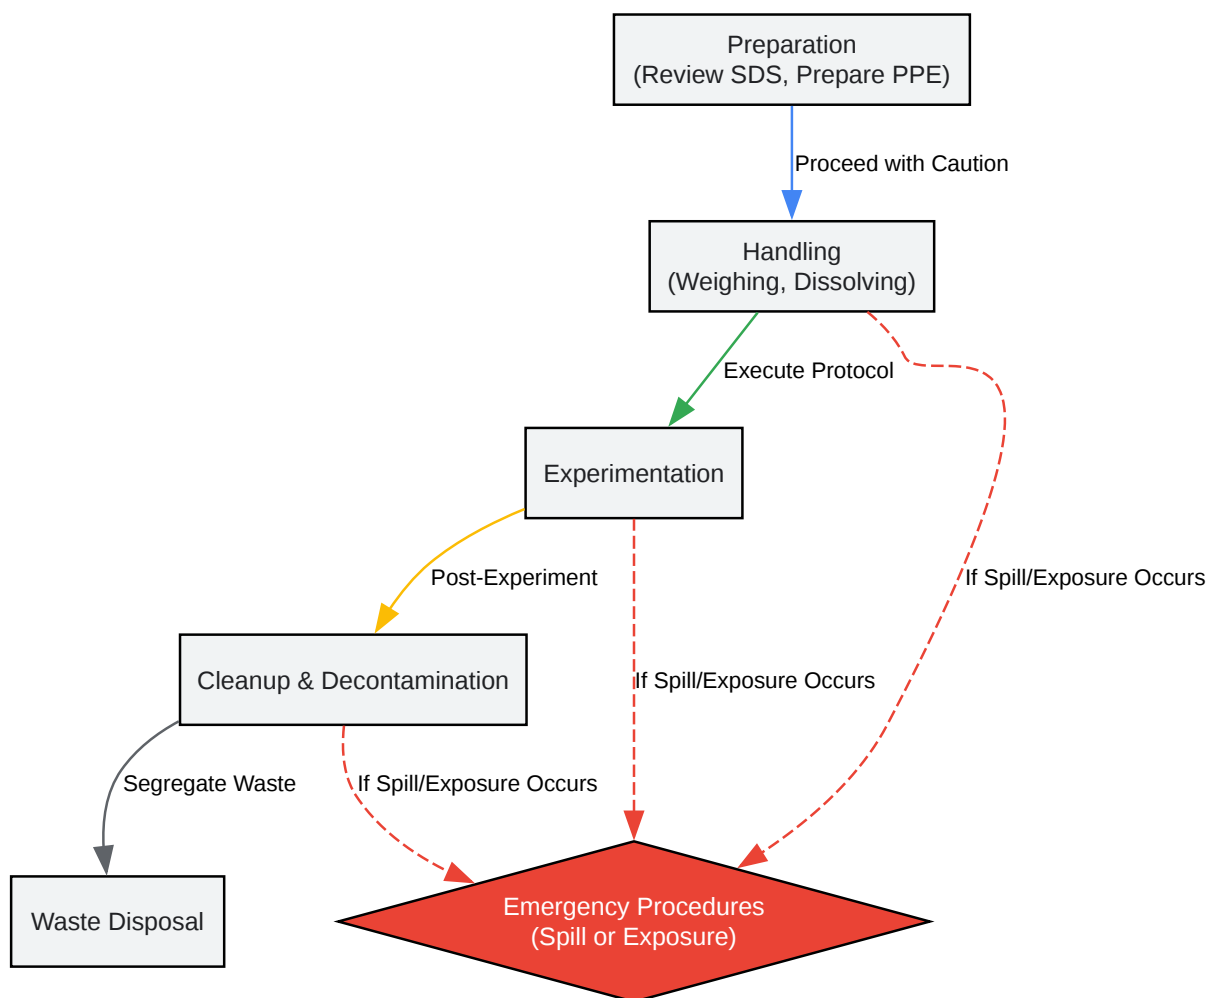 Preparation
(Review SDS, Prepare PPE)
Proceed with Caution
Handling
(Weighing, Dissolving)
Execute Protocol
Experimentation
Post-Experiment
If Spill/Exposure Occurs
Cleanup & Decontamination
If Spill/Exposure Occurs
Segregate Waste
If Spill/Exposure Occurs
Waste Disposal
Emergency Procedures
(Spill or Exposure)